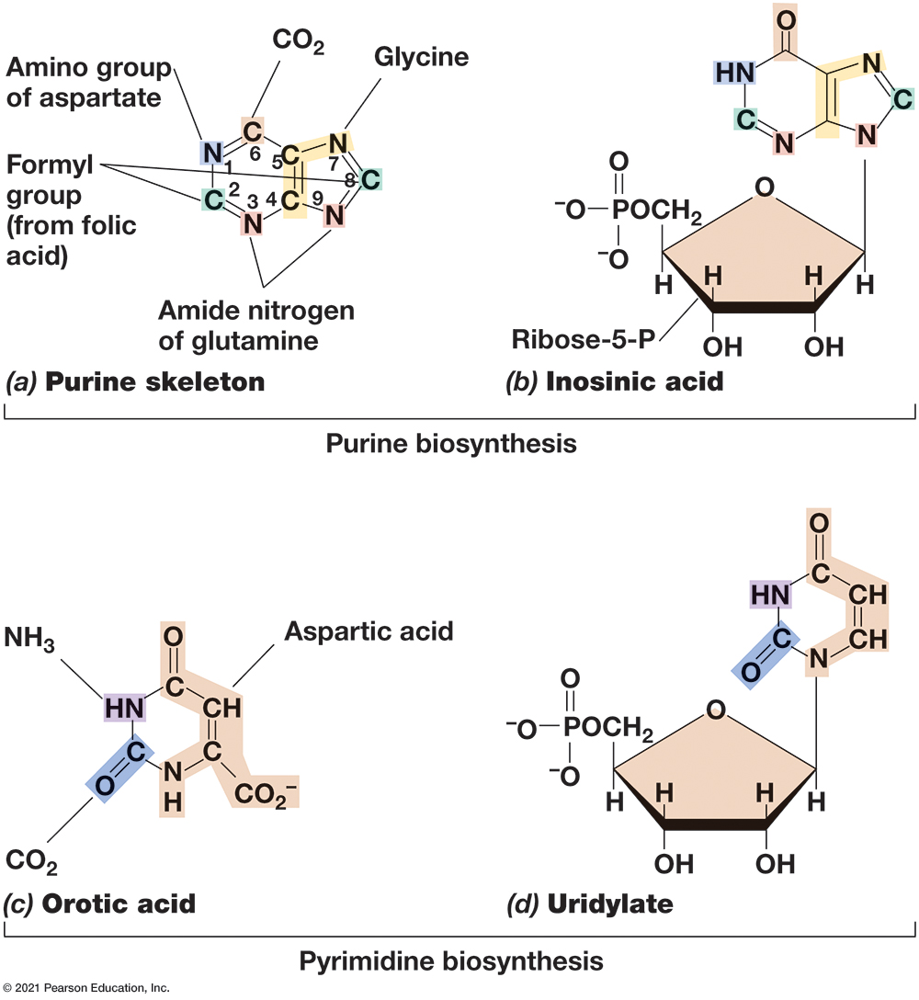 CO2
Glycine
Amino group
of aspartate
Formyl
group
(from folic
acid)
N
1
C
6
C
5
N
7
C
8
N
9
C
4
N
3
C
2
Amide nitrogen
of glutamine
(a) Purine skeleton
O
HN
N
C
C
N
N
O
−O
POCH2
−O
O
H
H
H
H
OH
OH
Ribose-5-P
(b) Inosinic acid
Purine biosynthesis
NH3
Aspartic acid
O
C
HN
CH
C
C
O
N
H
CO2−
CO2
(c) Orotic acid
O
C
HN
CH
C
CH
O
N
O
−O
POCH2
−O
O
H
H
H
H
OH
OH
(d) Uridylate
Pyrimidine biosynthesis
© 2021 Pearson Education, Inc.